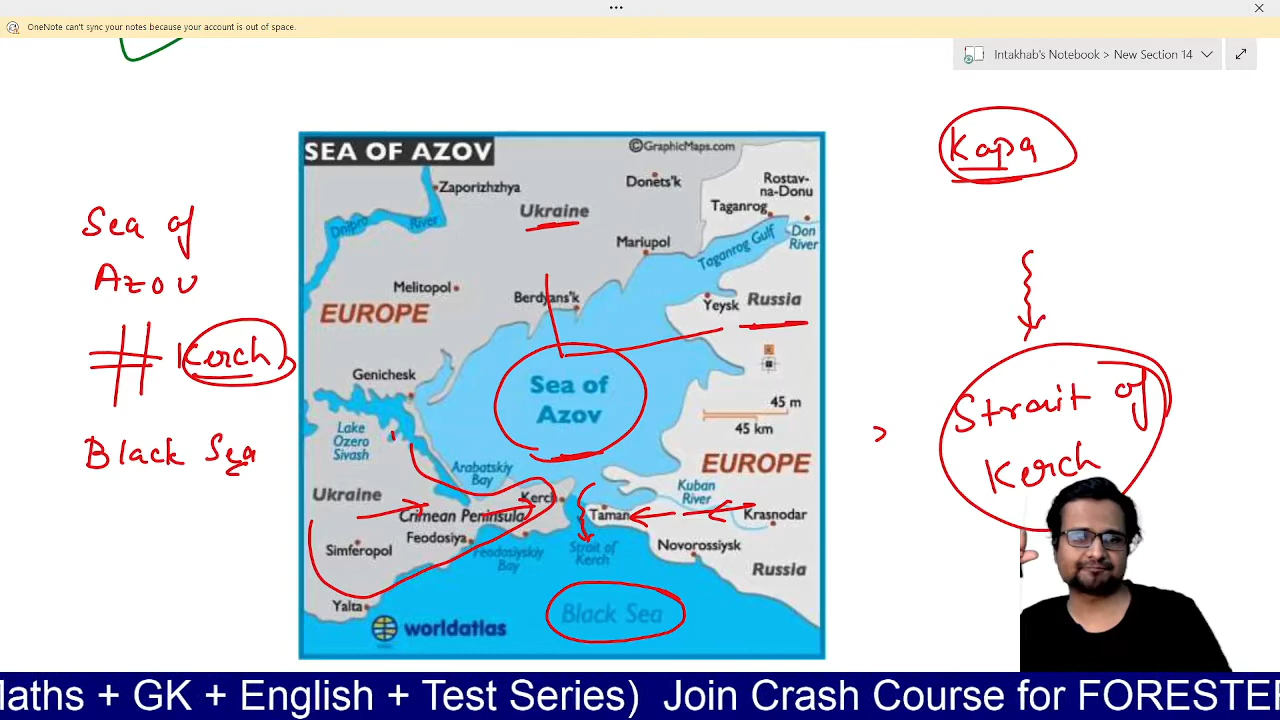 OneNote can't sync your notes because your account is out of space.
Intakhab's Notebook > New Section 14
Kapa
Sea of
Azov
Kerch
Black Sea
SEA OF AZOV
©GraphicMaps.com
Zaporizhzhya
Donets'k
Rostav-
na-Donu
Ukraine
Taganrog
Dnipro River
Mariupol
Taganrog Gulf
Don
River
Melitopol
Berdyans'k
Yeysk
Russia
EUROPE
Genichesk
Sea of
Azov
45 m
45 km
Lake
Ozero
Sivash
Arabatskiy
Bay
EUROPE
Kuban
River
Ukraine
Kerch
Crimean Peninsula
Taman
Krasnodar
Simferopol
Feodosiya
Feodosiyskiy
Bay
Strait of
Kerch
Novorossiysk
Russia
Yalta
Black Sea
worldatlas
Strait of
Kerch
Maths + GK + English + Test Series) Join Crash Course for FORESTER